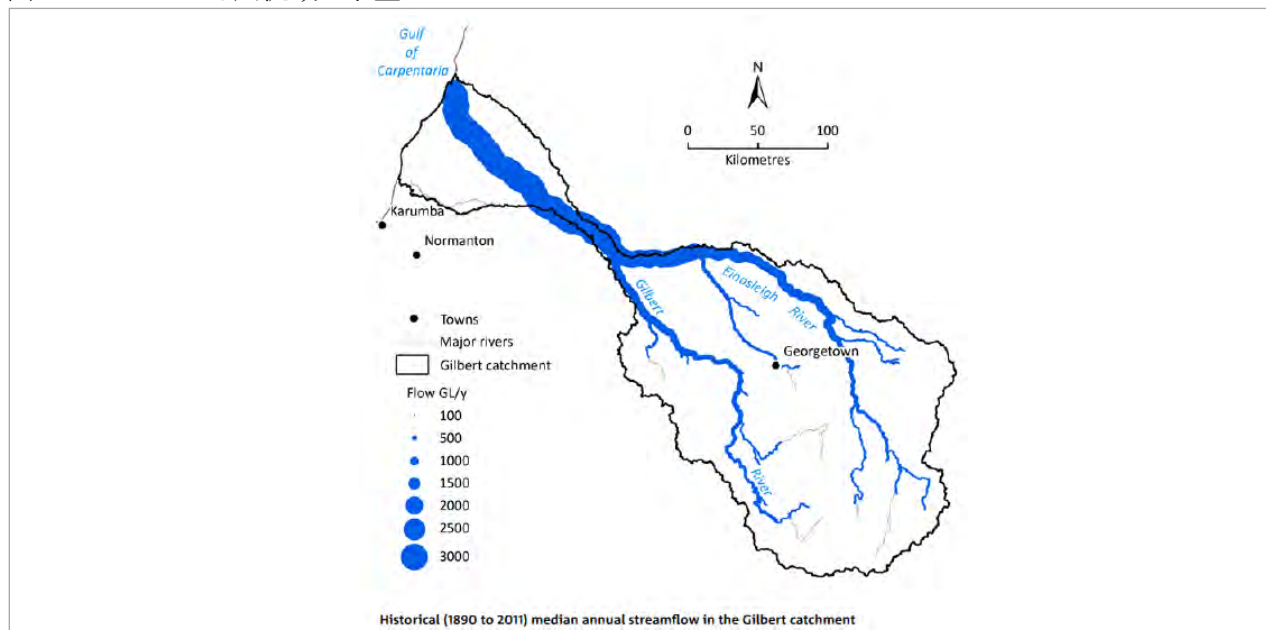 Gulf
of
Carpentaria
N
0 50 100
Kilometres
Karumba
Normanton
Gilbert
Einasleigh
River
Georgetown
River
Towns
Major rivers
Gilbert catchment
Flow GL/y
100
500
1000
1500
2000
2500
3000
Historical (1890 to 2011) median annual streamflow in the Gilbert catchment